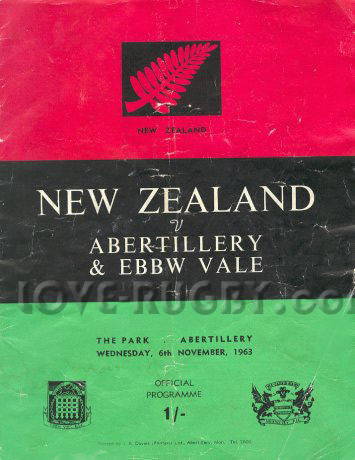 NEW ZEALAND
NEW ZEALAND
V
ABERTILLERY
& EBBW VALE
LOVE-RUGBY.COM
THE PARK . ABERTILLERY
WEDNESDAY, 6th NOVEMBER, 1963
OFFICIAL
PROGRAMME
1/-